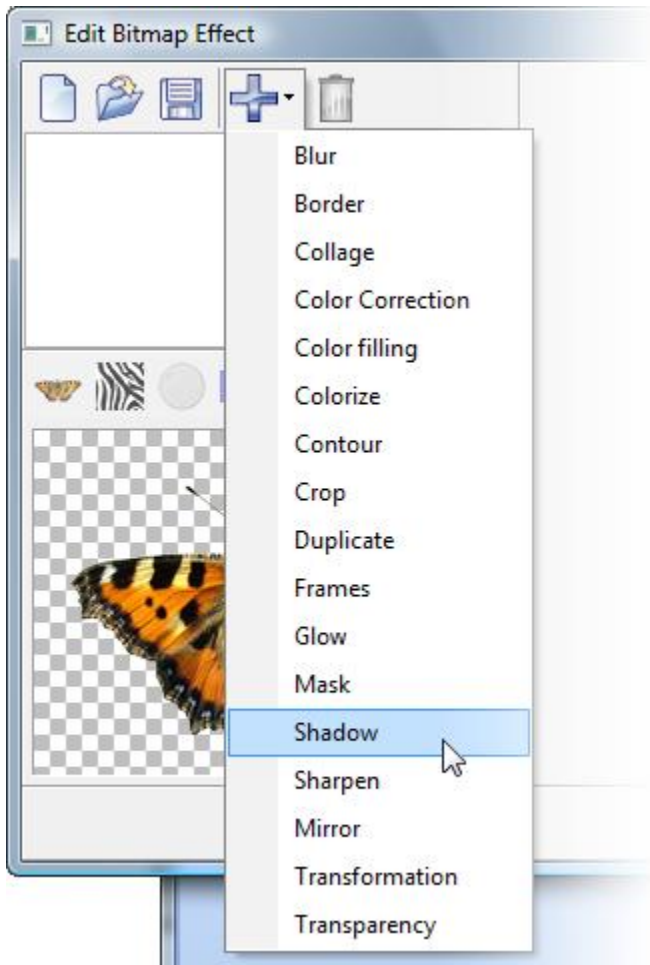 Edit Bitmap Effect
Blur
Border
Collage
Color Correction
Color filling
Colorize
Contour
Crop
Duplicate
Frames
Glow
Mask
Shadow
Sharpen
Mirror
Transformation
Transparency